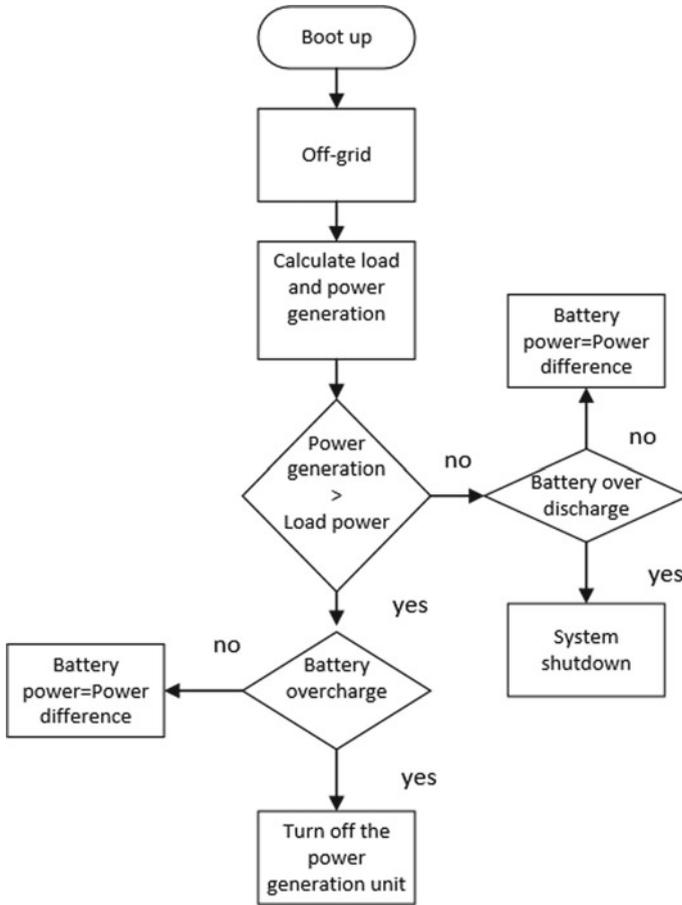 Boot up
Off-grid
Calculate load
and power
generation
Battery
power=Power
difference
Power
generation
>
Load power
no
no
Battery over
discharge
yes
yes
System
shutdown
no
Battery
overcharge
Battery
power=Power
difference
yes
Turn off the
power
generation unit